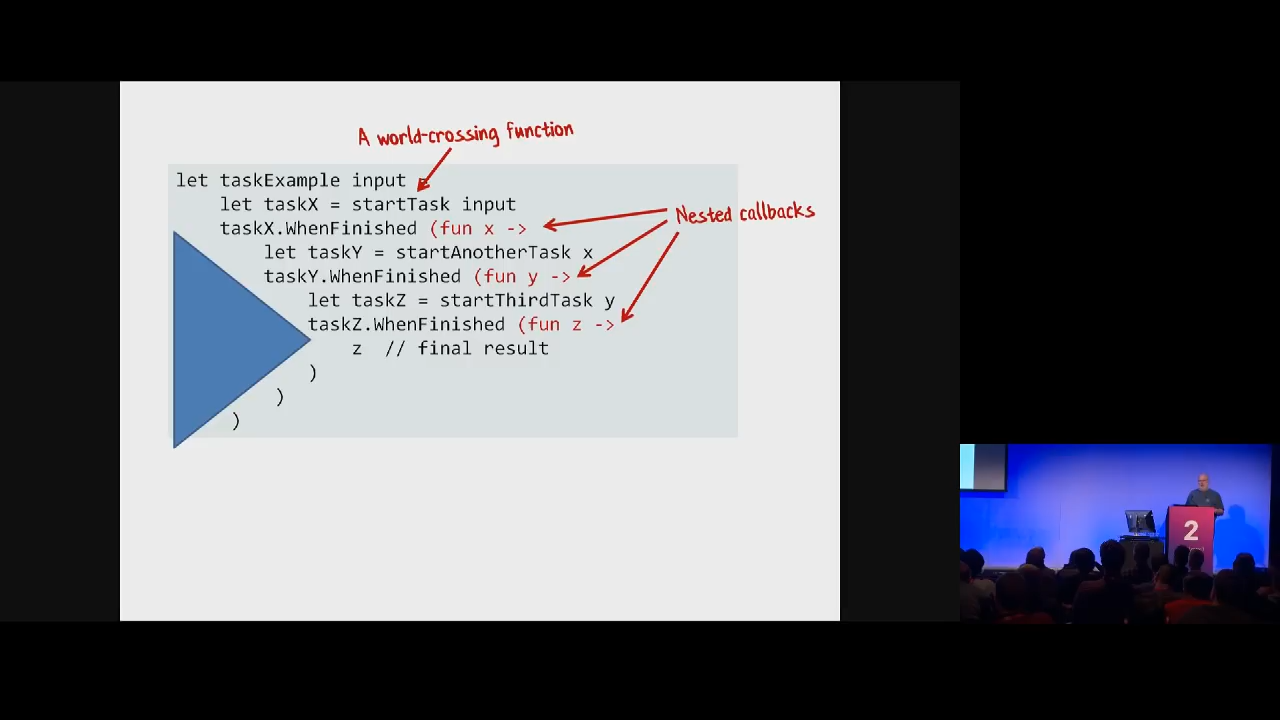 A world-crossing function
let taskExample input =
let taskX = startTask input
taskX.WhenFinished (fun x ->
Nested callbacks
let taskY = startAnotherTask x
taskY.WhenFinished (fun y ->
let taskZ = startThirdTask y
taskZ.WhenFinished (fun z ->
z // final result
)
)
)
2